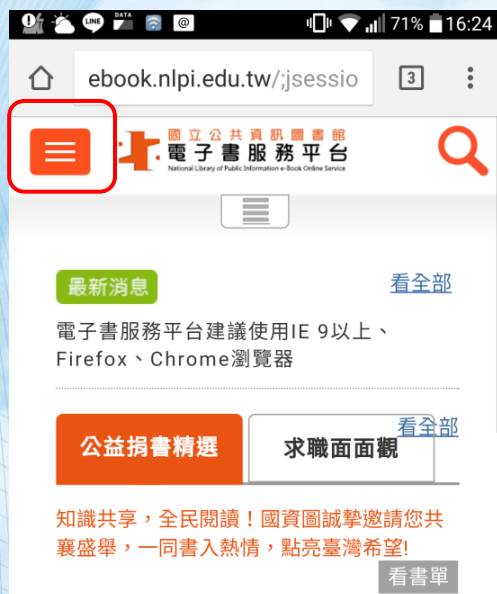 LINE DATA @ 71% 16:24
ebook.nlpi.edu.tw/;jsessio 3
國立公共資訊圖書館
電子書服務平台
National Library of Public Information e-Book Online Service
最新消息 看全部
電子書服務平台建議使用IE 9以上、
Firefox、Chrome瀏覽器
看全部
公益捐書精選 求職面面觀
知識共享，全民閱讀！國資圖誠摯邀請您共
襄盛舉，一同書入熱情，點亮臺灣希望!
看書單